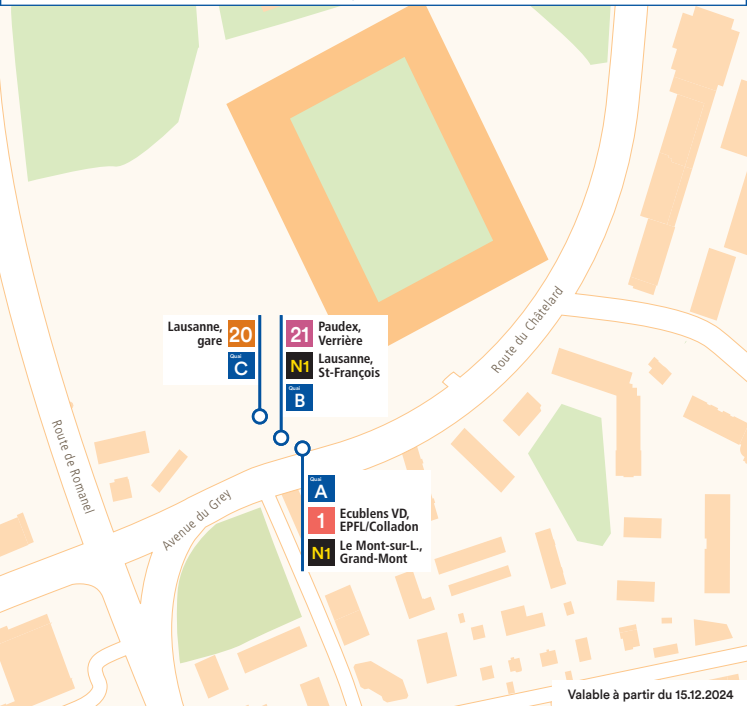 Route du Châtelard
Lausanne,
gare
20
Quai
C
21
Paudex,
Verrière
N1
Lausanne,
St-François
Quai
B
Route de Romanel
Avenue du Grey
Quai
A
1
Ecublens VD,
EPFL/Colladon
N1
Le Mont-sur-L.,
Grand-Mont
Valable à partir du 15.12.2024